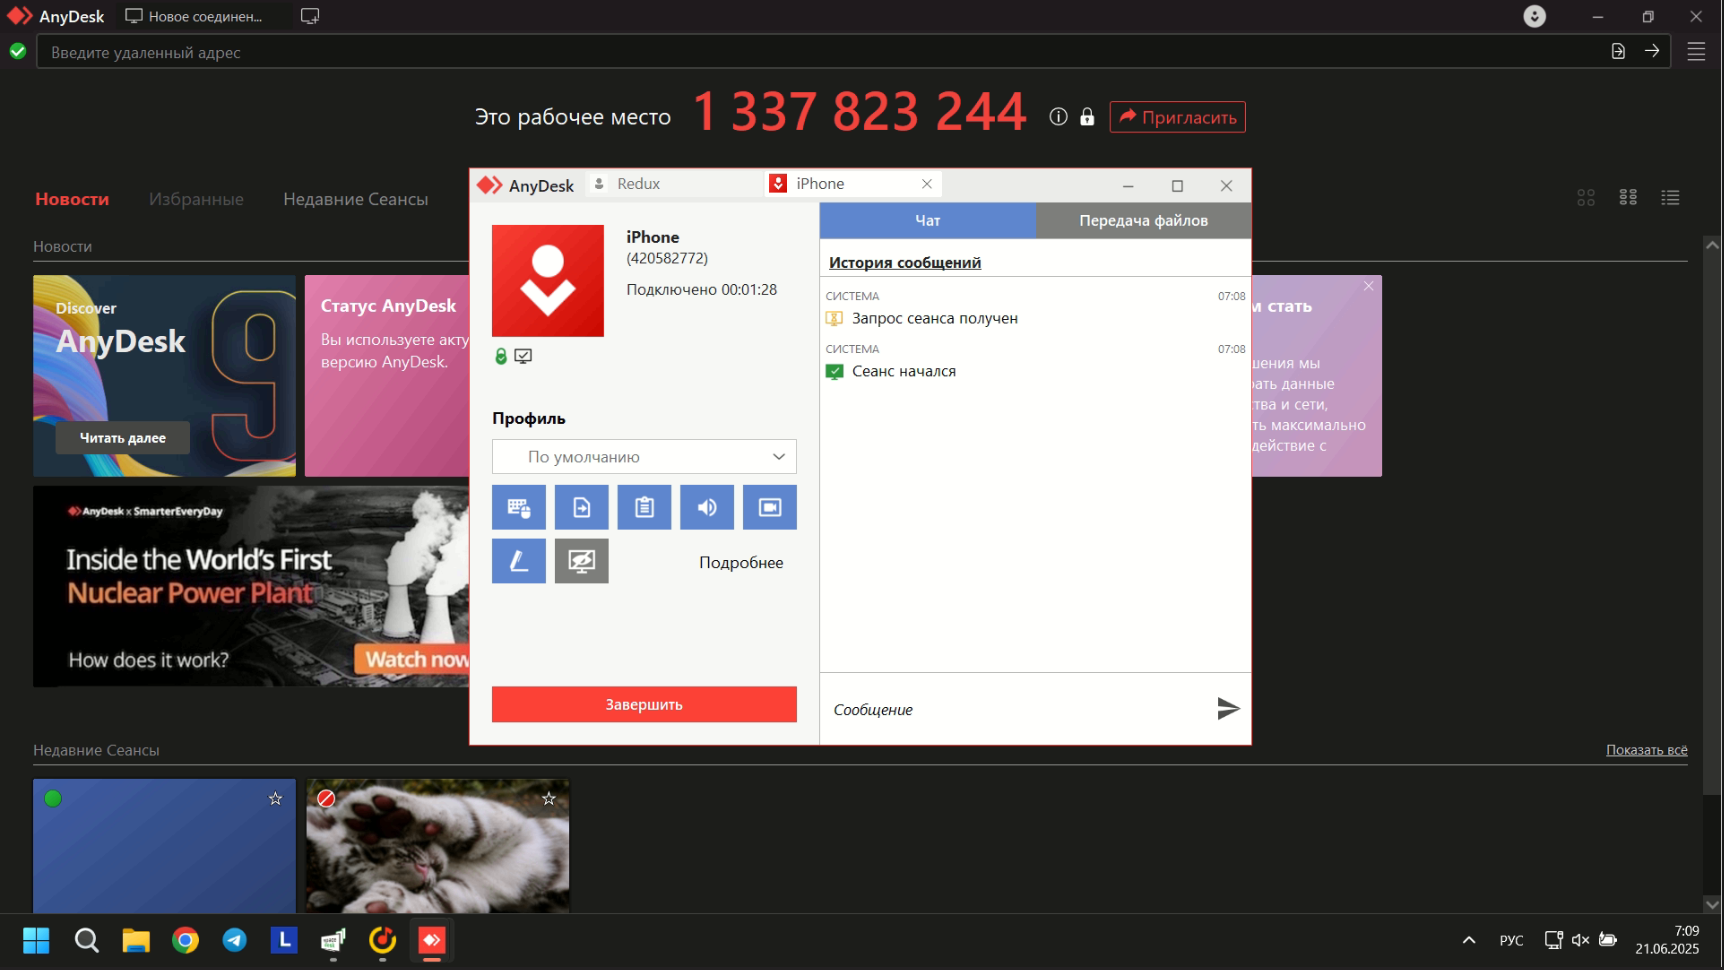 AnyDesk
Новое соединен...
Введите удаленный адрес
Это рабочее место
1 337 823 244
Пригласить
Новости
Избранные
Недавние Сеансы
Новости
Discover
AnyDesk
9
Читать далее
Статус AnyDesk
Вы используете акту
версию AnyDesk.
м стать
шения мы
рать данные
тва и сети,
ть максимально
действие с
AnyDesk x SmarterEveryDay
Inside the World's First
Nuclear Power Plant
How does it work?
Watch now
AnyDesk
Redux
iPhone
iPhone
(420582772)
Подключено 00:01:28
Профиль
По умолчанию
Подробнее
Завершить
Чат
Передача файлов
История сообщений
СИСТЕМА
07:08
Запрос сеанса получен
СИСТЕМА
07:08
Сеанс начался
Сообщение
Недавние Сеансы
Показать всё
L
РУС
7:09
21.06.2025